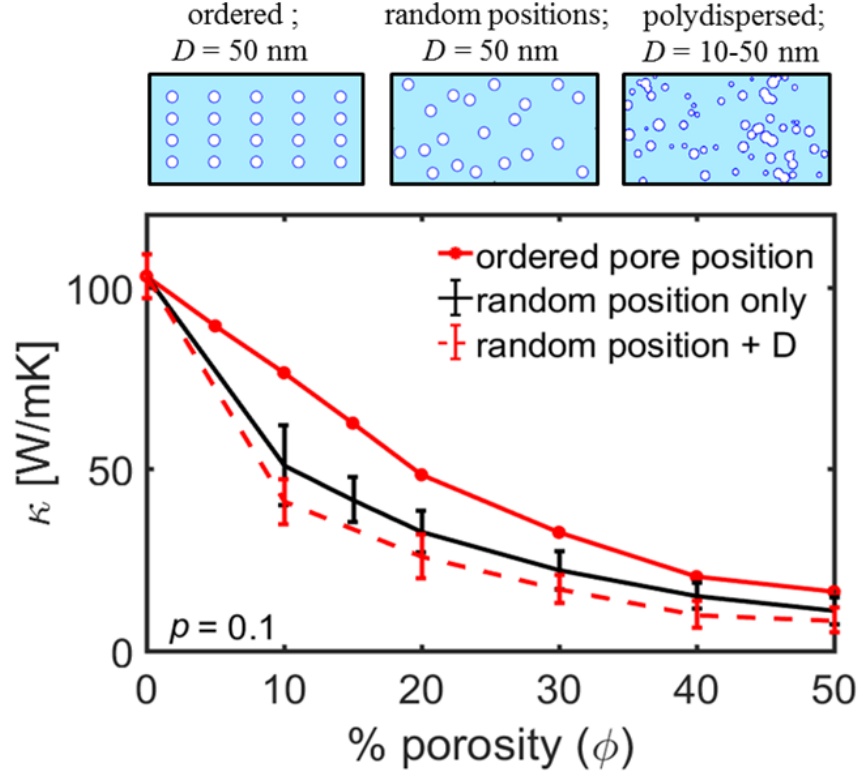 ordered ;
D = 50 nm
random positions;
D = 50 nm
polydispersed;
D = 10-50 nm
ordered pore position
random position only
random position + D
100
50
0
κ [W/mK]
p = 0.1
0 10 20 30 40 50
% porosity (ϕ)